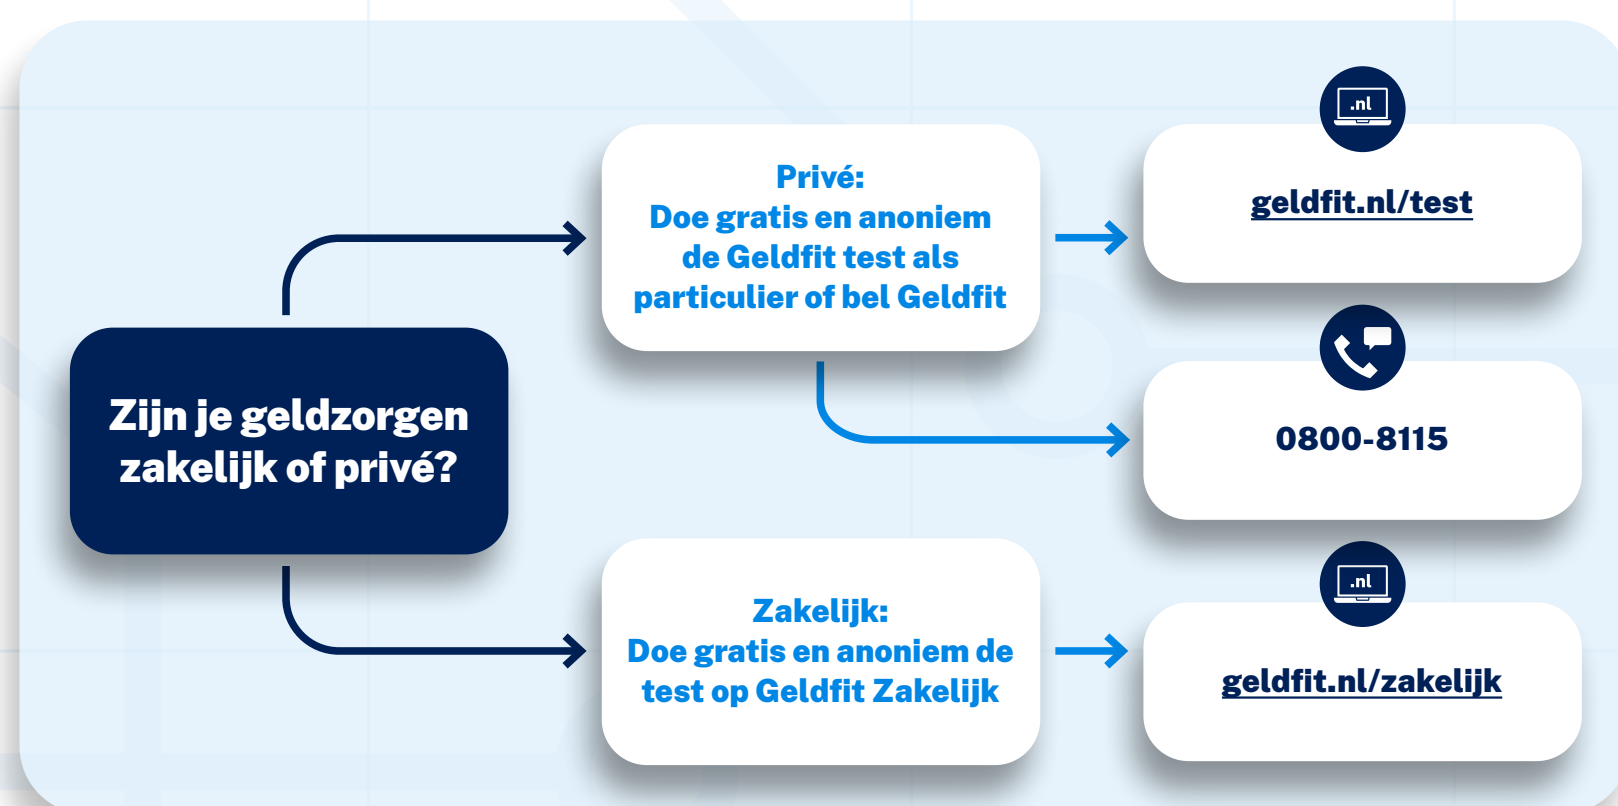 Zijn je geldzorgen
zakelijk of privé?
Privé:
Doe gratis en anoniem
de Geldfit test als
particulier of bel Geldfit
.nl
geldfit.nl/test
0800-8115
Zakelijk:
Doe gratis en anoniem de
test op Geldfit Zakelijk
.nl
geldfit.nl/zakelijk